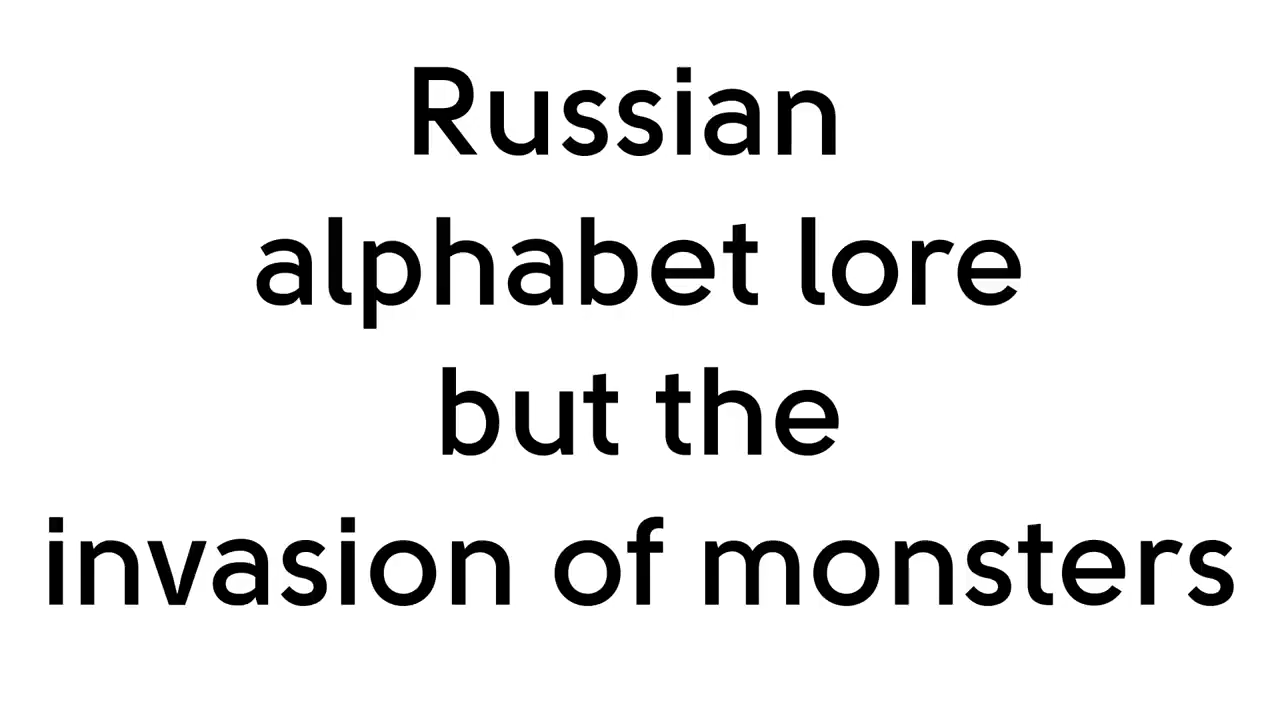 Russian
alphabet lore
but the
invasion of monsters